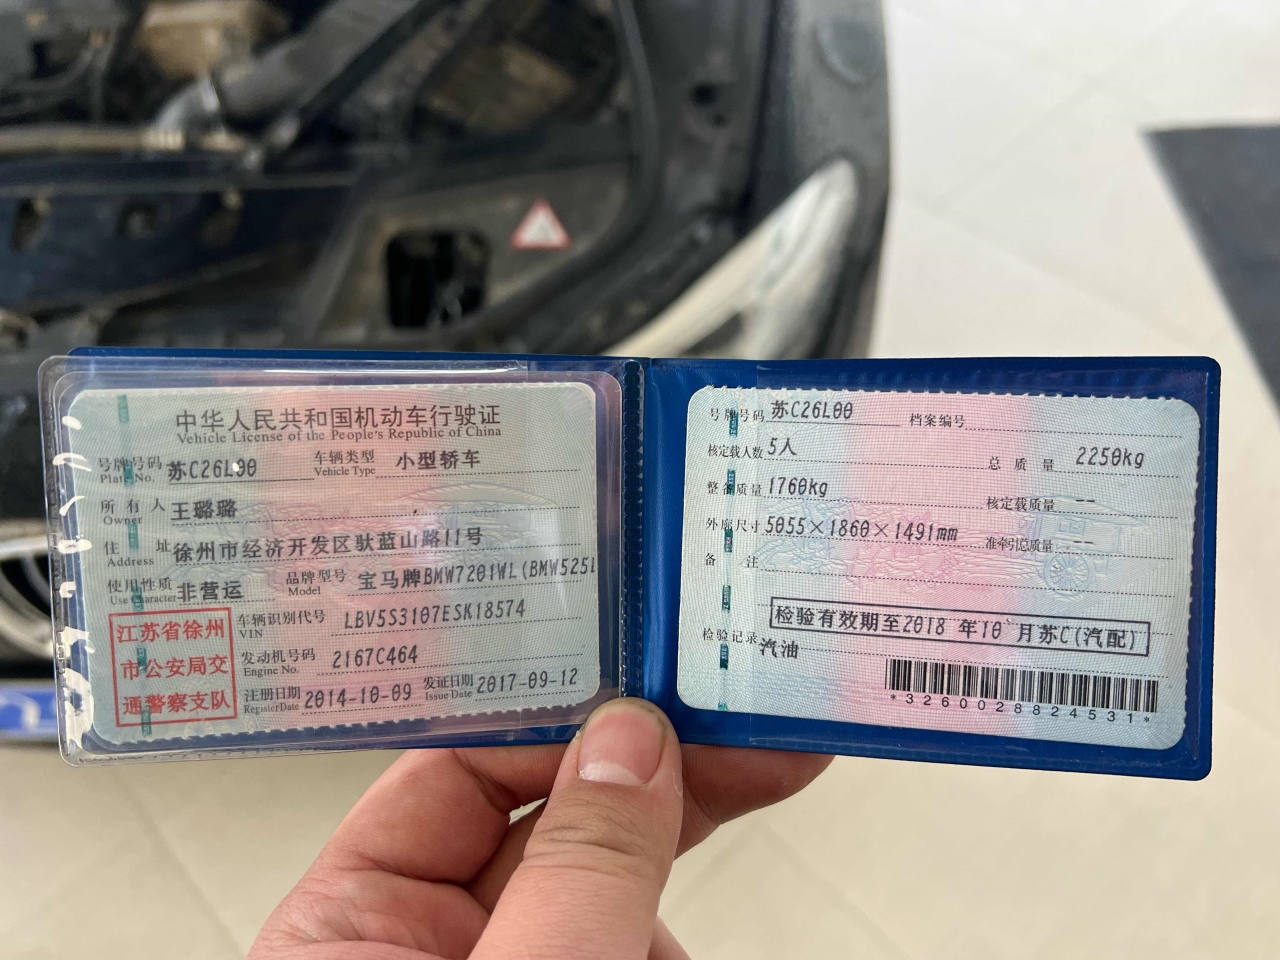 中华人民共和国机动车行驶证
Vehicle License of the People's Republic of China
号牌号码 苏C26L00 车辆类型 小型轿车
Plate No. Vehicle Type
所有人 王璐璐
Owner
住址 徐州市经济开发区驮蓝山路11号
Address
使用性质 非营运 品牌型号 宝马牌BMW7201WL(BMW525L
Use Character Model
江苏省徐州
市公安局交
通警察支队
车辆识别代号 LBV5S3107ESK18574
VIN
发动机号码 2167C464
Engine No.
注册日期 2014-10-09 发证日期 2017-09-12
Register Date Issue Date
号牌号码 苏C26L00 档案编号
核定载人数 5人 总质量 2250kg
整备质量 1760kg 核定载质量 --
外廓尺寸 5055×1860×1491mm 准牵引总质量 --
备注
检验有效期至2018 年10 月苏C(汽配)
检验记录 汽油
*3260028824531*